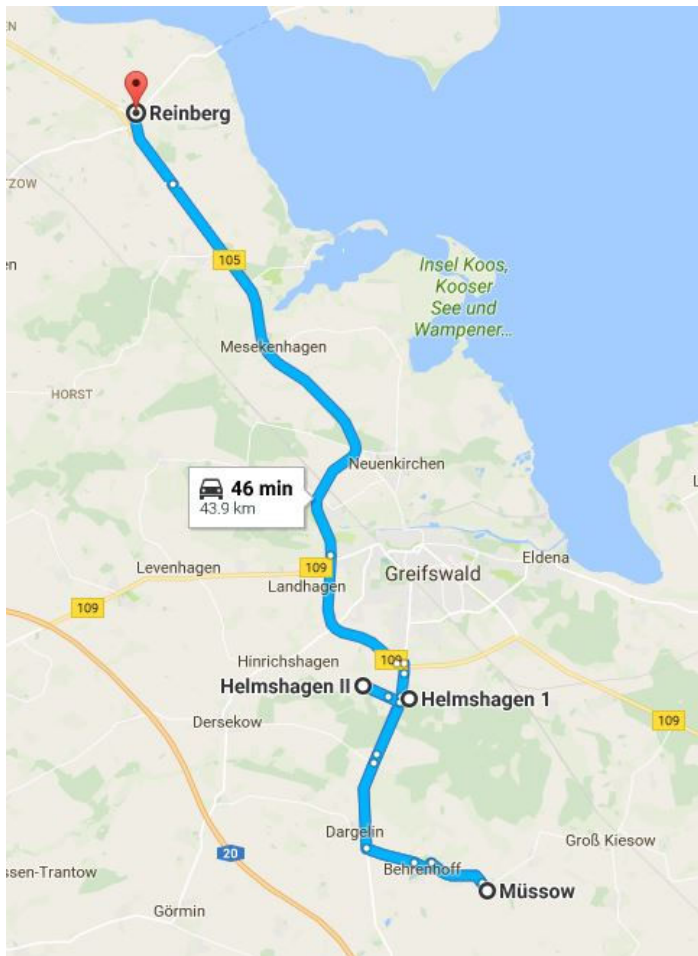 EN
Reinberg
TZOW
en
105
Insel Koos,
Kooser
See und
Wampener...
Mesekenhagen
HORST
Neuenkirchen
46 min
43.9 km
L
Levenhagen
109
Landhagen
Greifswald
Eldena
109
Hinrichshagen
109
Helmshagen II
Helmshagen 1
Dersekow
109
Dargelin
Groß Kiesow
20
Behrenhoff
ssen-Trantow
Müssow
Görmin